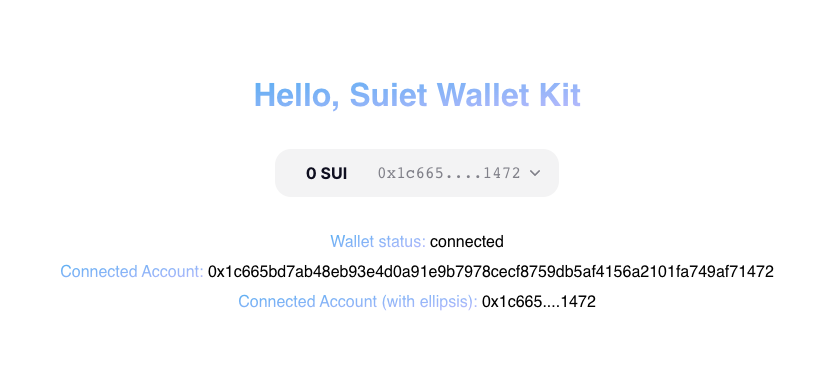 Hello, Suiet Wallet Kit
0 SUI 0x1c665....1472
Wallet status: connected
Connected Account: 0x1c665bd7ab48eb93e4d0a91e9b7978cecf8759db5af4156a2101fa749af71472
Connected Account (with ellipsis): 0x1c665....1472